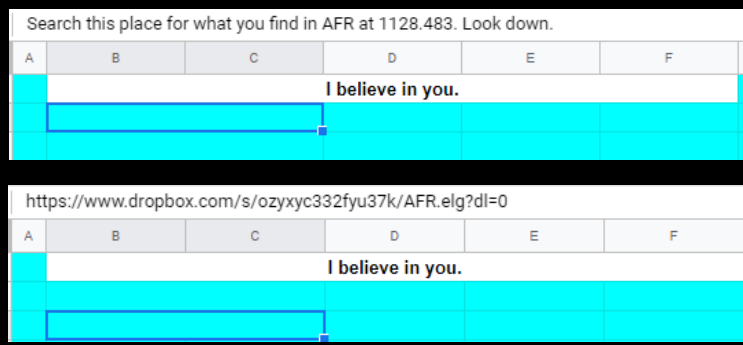 Search this place for what you find in AFR at 1128.483. Look down.
A B C D E F
I believe in you.
https://www.dropbox.com/s/ozyxyc332fyu37k/AFR.elg?dl=0
A B C D E F
I believe in you.